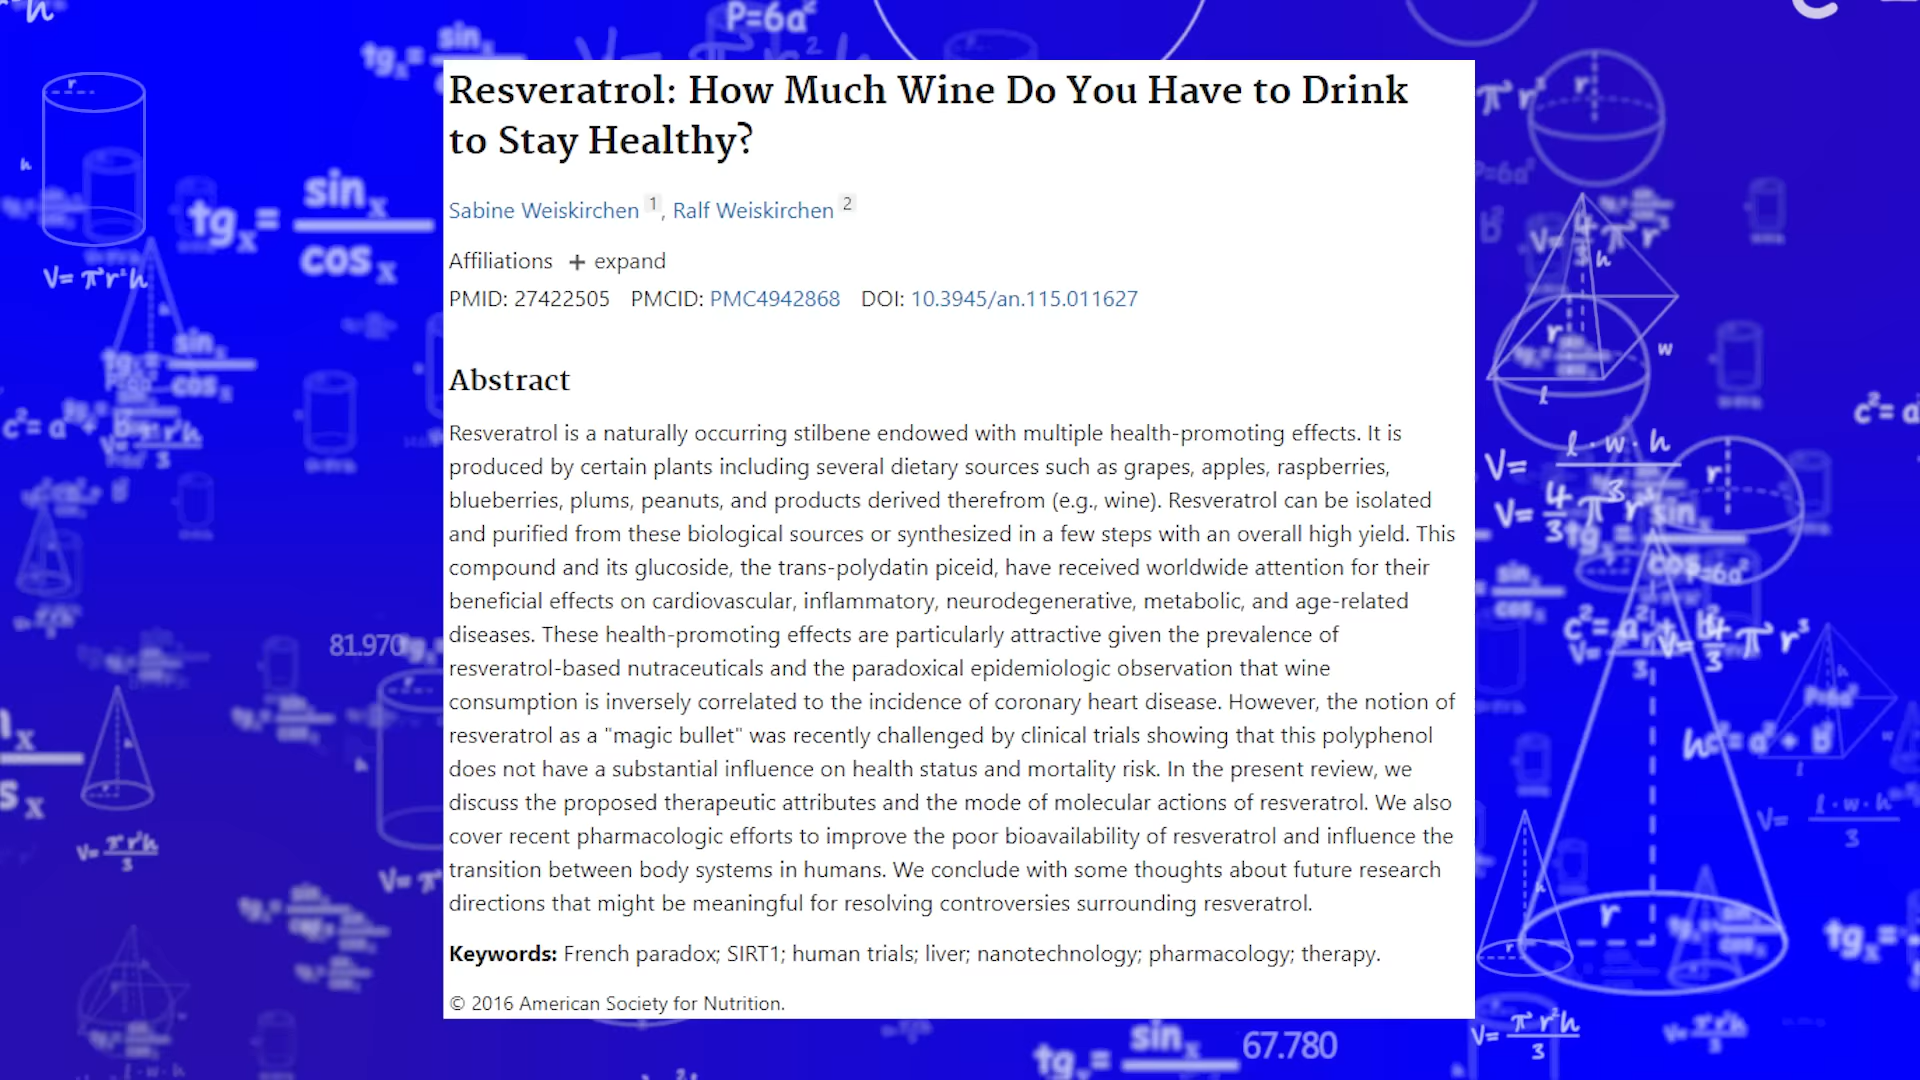 Resveratrol: How Much Wine Do You Have to Drink
to Stay Healthy?
Sabine Weiskirchen 1, Ralf Weiskirchen 2
Affiliations + expand
PMID: 27422505 PMCID: PMC4942868 DOI: 10.3945/an.115.011627
Abstract
Resveratrol is a naturally occurring stilbene endowed with multiple health-promoting effects. It is
produced by certain plants including several dietary sources such as grapes, apples, raspberries,
blueberries, plums, peanuts, and products derived therefrom (e.g., wine). Resveratrol can be isolated
and purified from these biological sources or synthesized in a few steps with an overall high yield. This
compound and its glucoside, the trans-polydatin piceid, have received worldwide attention for their
beneficial effects on cardiovascular, inflammatory, neurodegenerative, metabolic, and age-related
diseases. These health-promoting effects are particularly attractive given the prevalence of
resveratrol-based nutraceuticals and the paradoxical epidemiologic observation that wine
consumption is inversely correlated to the incidence of coronary heart disease. However, the notion of
resveratrol as a "magic bullet" was recently challenged by clinical trials showing that this polyphenol
does not have a substantial influence on health status and mortality risk. In the present review, we
discuss the proposed therapeutic attributes and the mode of molecular actions of resveratrol. We also
cover recent pharmacologic efforts to improve the poor bioavailability of resveratrol and influence the
transition between body systems in humans. We conclude with some thoughts about future research
directions that might be meaningful for resolving controversies surrounding resveratrol.
Keywords: French paradox; SIRT1; human trials; liver; nanotechnology; pharmacology; therapy.
© 2016 American Society for Nutrition.
P=6a²
tgx= sinx
cosx
V= πr²h
81.970
V= πr²h
3
V= l·w·h
3
V= 4 πr³
3
67.780